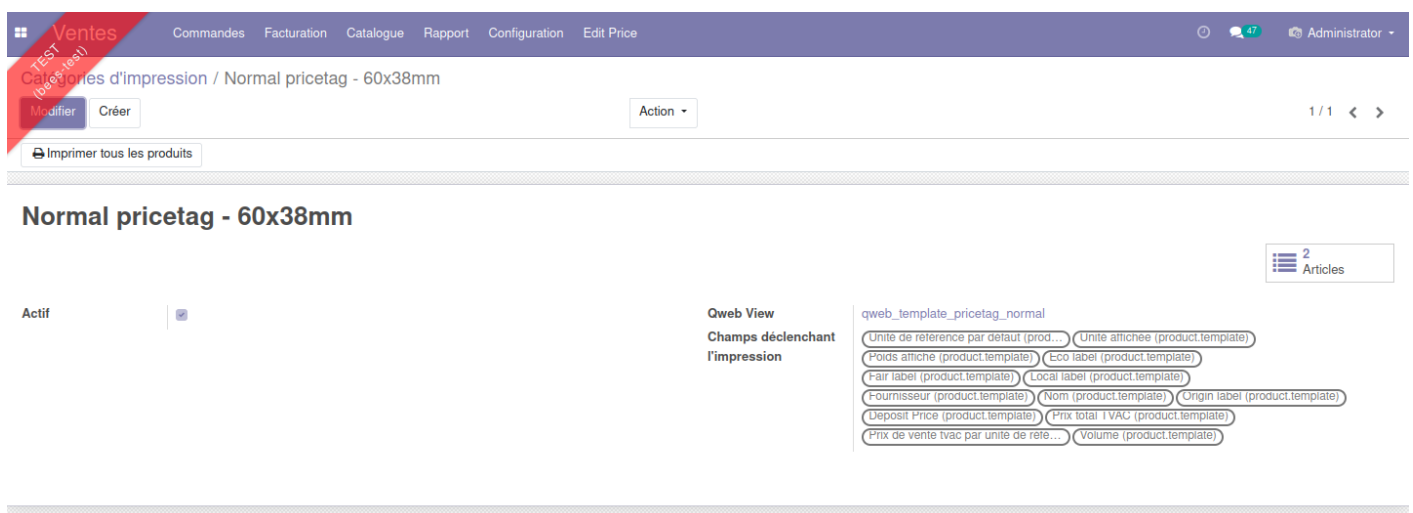 Ventes Commandes Facturation Catalogue Rapport Configuration Edit Price 47 Administrator
TEST
(bees-test)
Catégories d'impression / Normal pricetag - 60x38mm
Modifier Créer Action 1 / 1
Imprimer tous les produits
Normal pricetag - 60x38mm
2
Articles
Actif Qweb View qweb_template_pricetag_normal
Champs déclenchant l'impression
Unité de référence par défaut (prod… Unité affichée (product.template)
Poids affiché (product.template) Eco label (product.template)
Fair label (product.template) Local label (product.template)
Fournisseur (product.template) Nom (product.template) Origin label (product.template)
Deposit Price (product.template) Prix total TVAC (product.template)
Prix de vente tvac par unité de réfé… Volume (product.template)